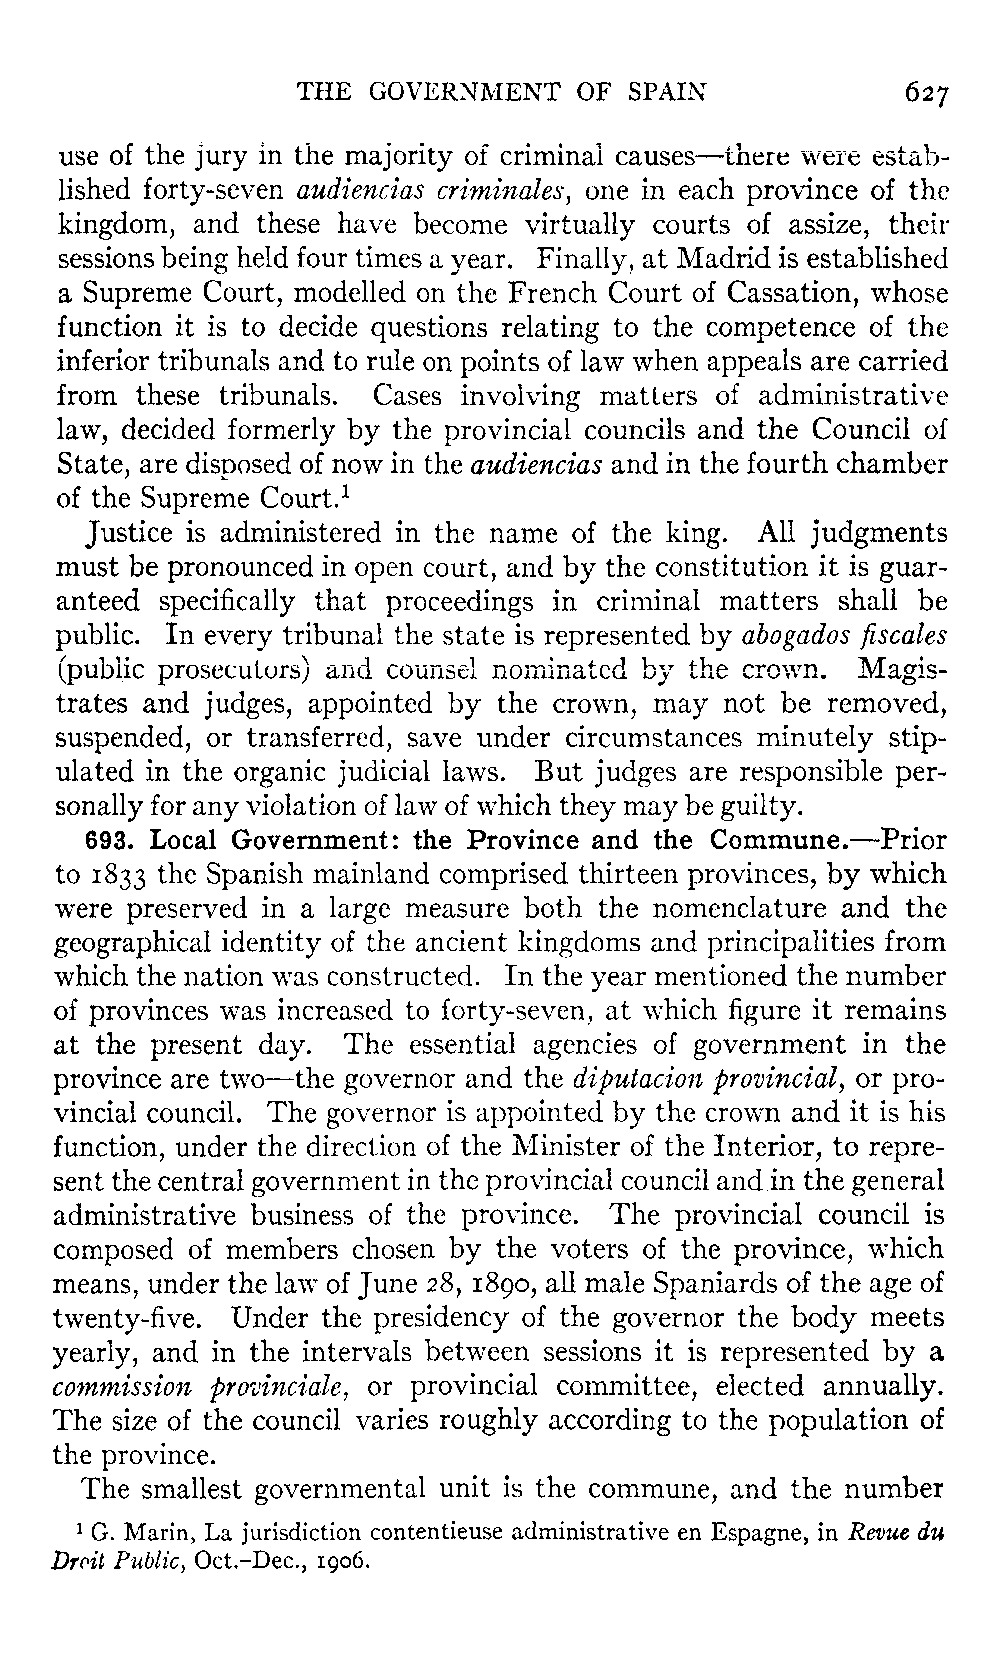 THE GOVERNMENT OF SPAIN 627
use of the jury in the majority of criminal causes—there were estab-
lished forty-seven audiencias criminales, one in each province of the
kingdom, and these have become virtually courts of assize, their
sessions being held four times a year. Finally, at Madrid is established
a Supreme Court, modelled on the French Court of Cassation, whose
function it is to decide questions relating to the competence of the
inferior tribunals and to rule on points of law when appeals are carried
from these tribunals. Cases involving matters of administrative
law, decided formerly by the provincial councils and the Council of
State, are disposed of now in the audiencias and in the fourth chamber
of the Supreme Court.¹
Justice is administered in the name of the king. All judgments
must be pronounced in open court, and by the constitution it is guar-
anteed specifically that proceedings in criminal matters shall be
public. In every tribunal the state is represented by abogados fiscales
(public prosecutors) and counsel nominated by the crown. Magis-
trates and judges, appointed by the crown, may not be removed,
suspended, or transferred, save under circumstances minutely stip-
ulated in the organic judicial laws. But judges are responsible per-
sonally for any violation of law of which they may be guilty.
693. Local Government: the Province and the Commune.—Prior
to 1833 the Spanish mainland comprised thirteen provinces, by which
were preserved in a large measure both the nomenclature and the
geographical identity of the ancient kingdoms and principalities from
which the nation was constructed. In the year mentioned the number
of provinces was increased to forty-seven, at which figure it remains
at the present day. The essential agencies of government in the
province are two—the governor and the diputacion provincial, or pro-
vincial council. The governor is appointed by the crown and it is his
function, under the direction of the Minister of the Interior, to repre-
sent the central government in the provincial council and in the general
administrative business of the province. The provincial council is
composed of members chosen by the voters of the province, which
means, under the law of June 28, 1890, all male Spaniards of the age of
twenty-five. Under the presidency of the governor the body meets
yearly, and in the intervals between sessions it is represented by a
commission provinciale, or provincial committee, elected annually.
The size of the council varies roughly according to the population of
the province.
The smallest governmental unit is the commune, and the number
¹ G. Marin, La jurisdiction contentieuse administrative en Espagne, in Revue du
Droit Public, Oct.–Dec., 1906.